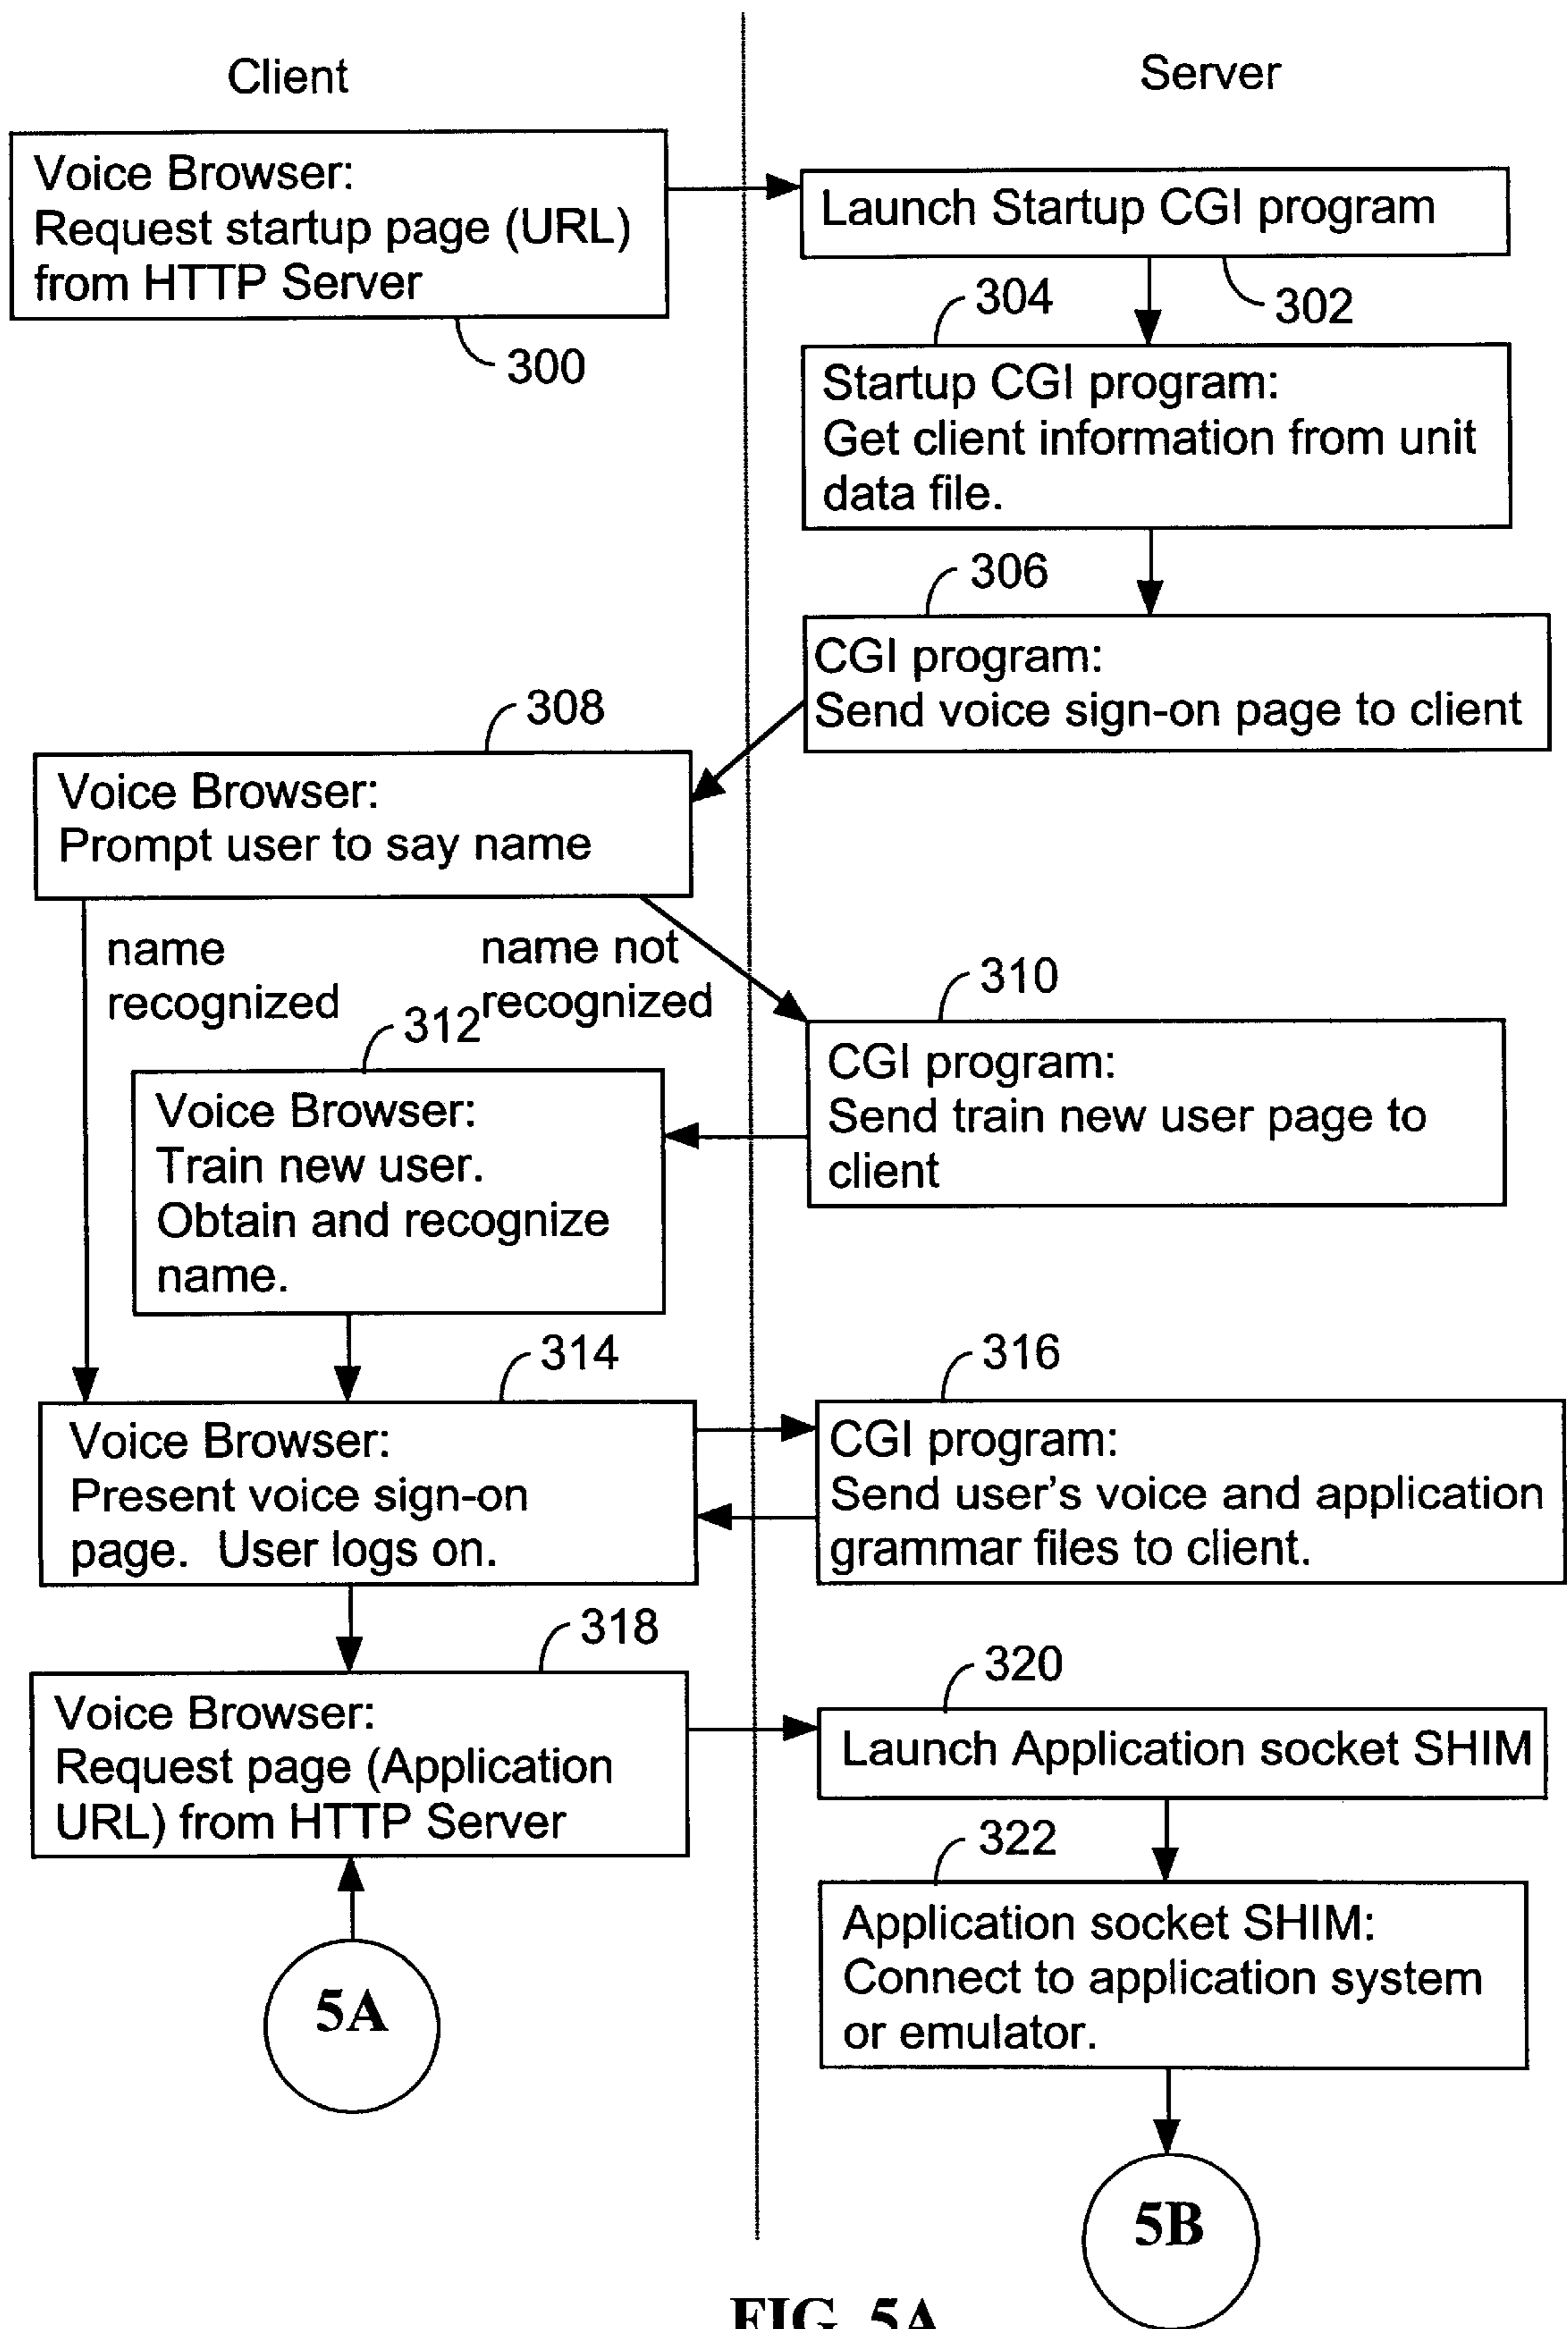 Client
Server
Voice Browser:
Request startup page (URL)
from HTTP Server
300
Launch Startup CGI program
302
304
Startup CGI program:
Get client information from unit
data file.
306
CGI program:
Send voice sign-on page to client
308
Voice Browser:
Prompt user to say name
name
recognized
name not
recognized
310
CGI program:
Send train new user page to
client
312
Voice Browser:
Train new user.
Obtain and recognize
name.
314
Voice Browser:
Present voice sign-on
page. User logs on.
316
CGI program:
Send user's voice and application
grammar files to client.
318
Voice Browser:
Request page (Application
URL) from HTTP Server
320
Launch Application socket SHIM
322
Application socket SHIM:
Connect to application system
or emulator.
5A
5B
FIG. 5A